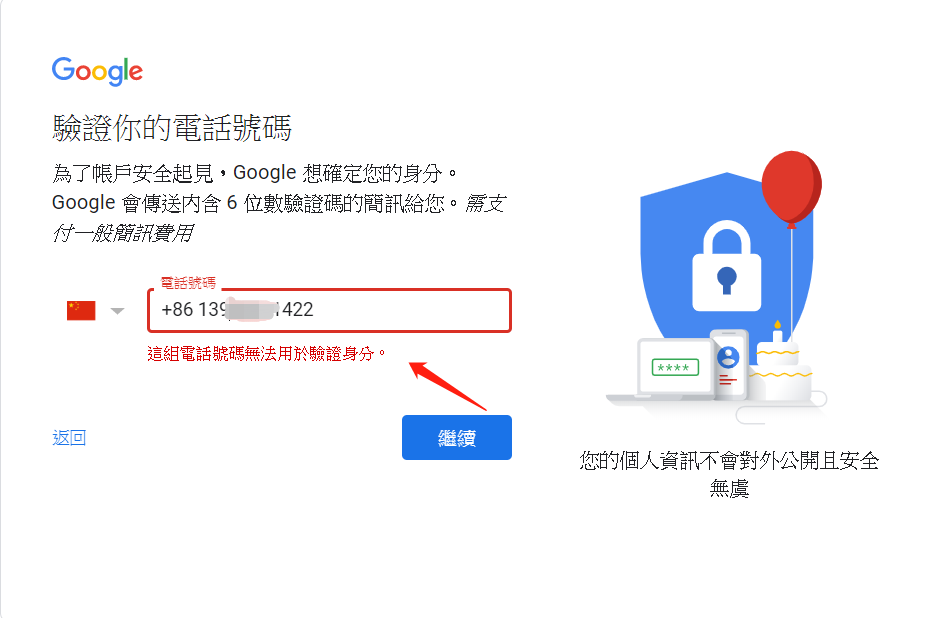 Google
驗證你的電話號碼
為了帳戶安全起見，Google 想確定您的身分。
Google 會傳送內含 6 位數驗證碼的簡訊給您。需支
付一般簡訊費用
電話號碼
+86 139 1422
這組電話號碼無法用於驗證身分。
****
返回
繼續
您的個人資訊不會對外公開且安全
無虞